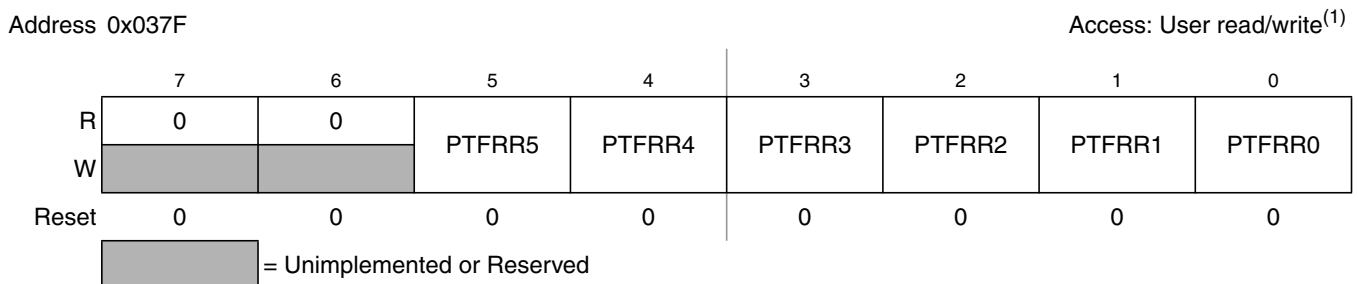 Address 0x037F Access: User read/write(1)
7 6 5 4 3 2 1 0
R 0 0 PTFRR5 PTFRR4 PTFRR3 PTFRR2 PTFRR1 PTFRR0
W
Reset 0 0 0 0 0 0 0 0
= Unimplemented or Reserved